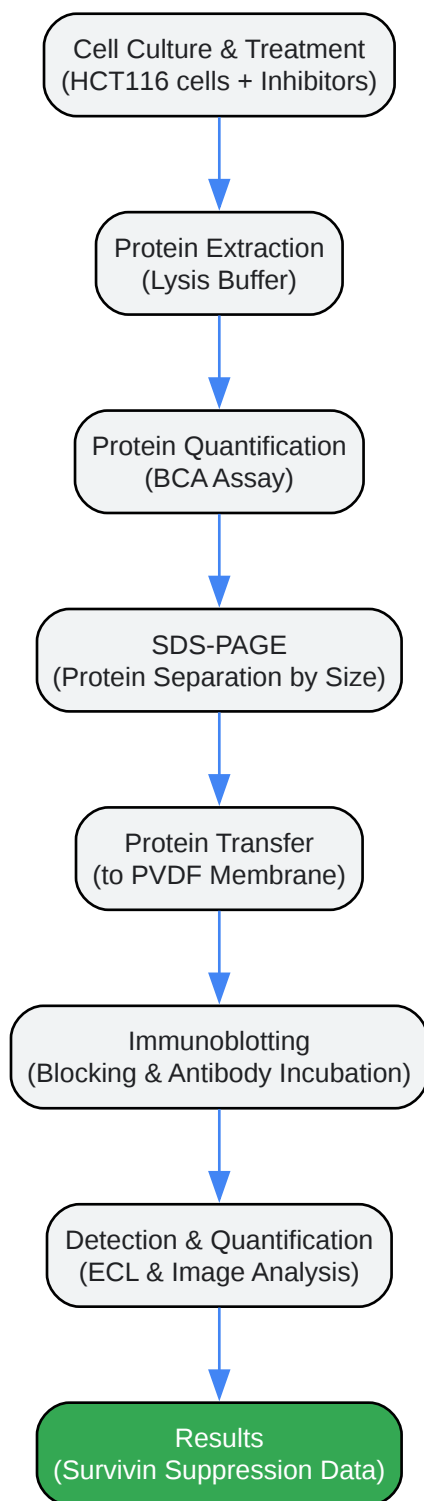 Cell Culture & Treatment
(HCT116 cells + Inhibitors)
Protein Extraction
(Lysis Buffer)
Protein Quantification
(BCA Assay)
SDS-PAGE
(Protein Separation by Size)
Protein Transfer
(to PVDF Membrane)
Immunoblotting
(Blocking & Antibody Incubation)
Detection & Quantification
(ECL & Image Analysis)
Results
(Survivin Suppression Data)